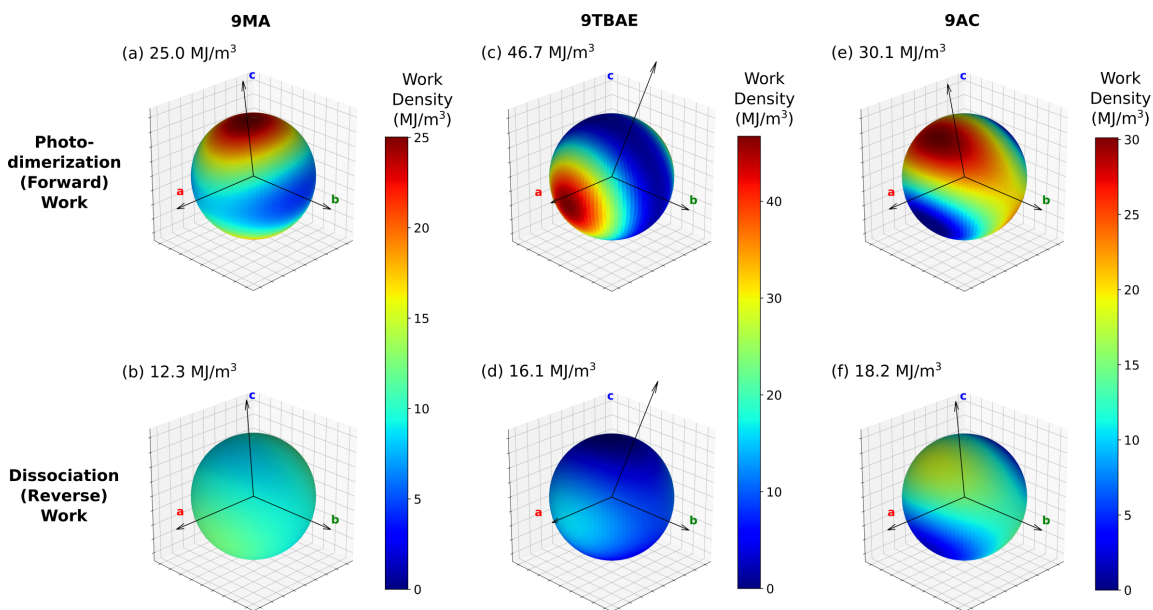 9MA
9TBAE
9AC
(a) 25.0 MJ/m³
(c) 46.7 MJ/m³
(e) 30.1 MJ/m³
Photo-
dimerization
(Forward)
Work
c
a
b
Work
Density
(MJ/m³)
25
20
15
10
5
0
c
a
b
Work
Density
(MJ/m³)
40
30
20
10
0
c
a
b
Work
Density
(MJ/m³)
30
25
20
15
10
5
0
(b) 12.3 MJ/m³
(d) 16.1 MJ/m³
(f) 18.2 MJ/m³
Dissociation
(Reverse)
Work
c
a
b
c
a
b
c
a
b